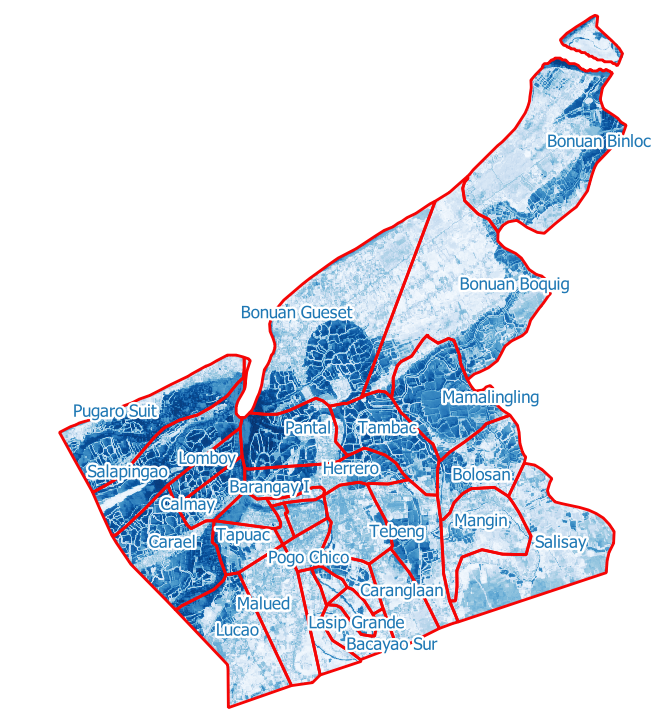 Bonuan Binloc
Bonuan Boquig
Bonuan Gueset
Mamalingling
Pugaro Suit
Pantal
Tambac
Lomboy
Salapingao
Herrero
Bolosan
Barangay I
Calmay
Mangin
Tebeng
Tapuac
Carael
Salisay
Pogo Chico
Caranglaan
Malued
Lasip Grande
Lucao
Bacayao Sur